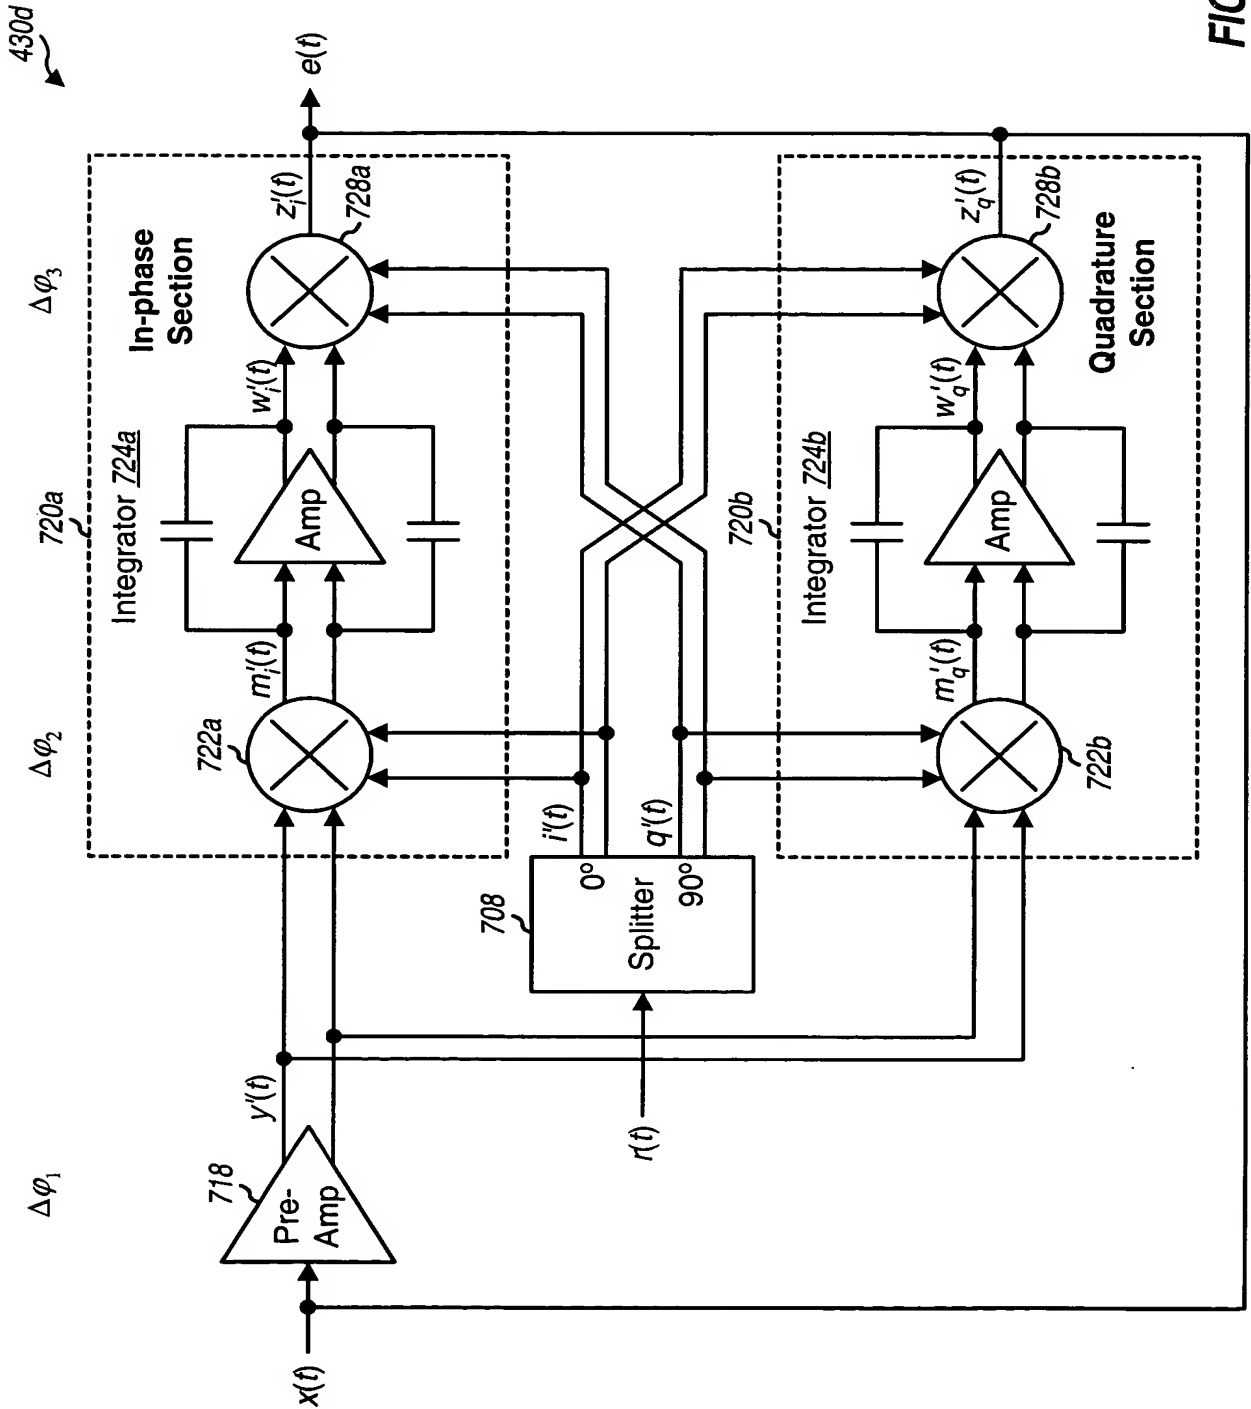 430d
Δφ1
Δφ2
Δφ3
720a
In-phase
Section
Integrator 724a
Amp
722a
m'i(t)
w'i(t)
728a
z'i(t)
e(t)
x(t)
718
Pre-
Amp
y'(t)
r(t)
708
Splitter
0°
90°
i'(t)
q'(t)
720b
Integrator 724b
Amp
722b
m'q(t)
w'q(t)
728b
z'q(t)
Quadrature
Section